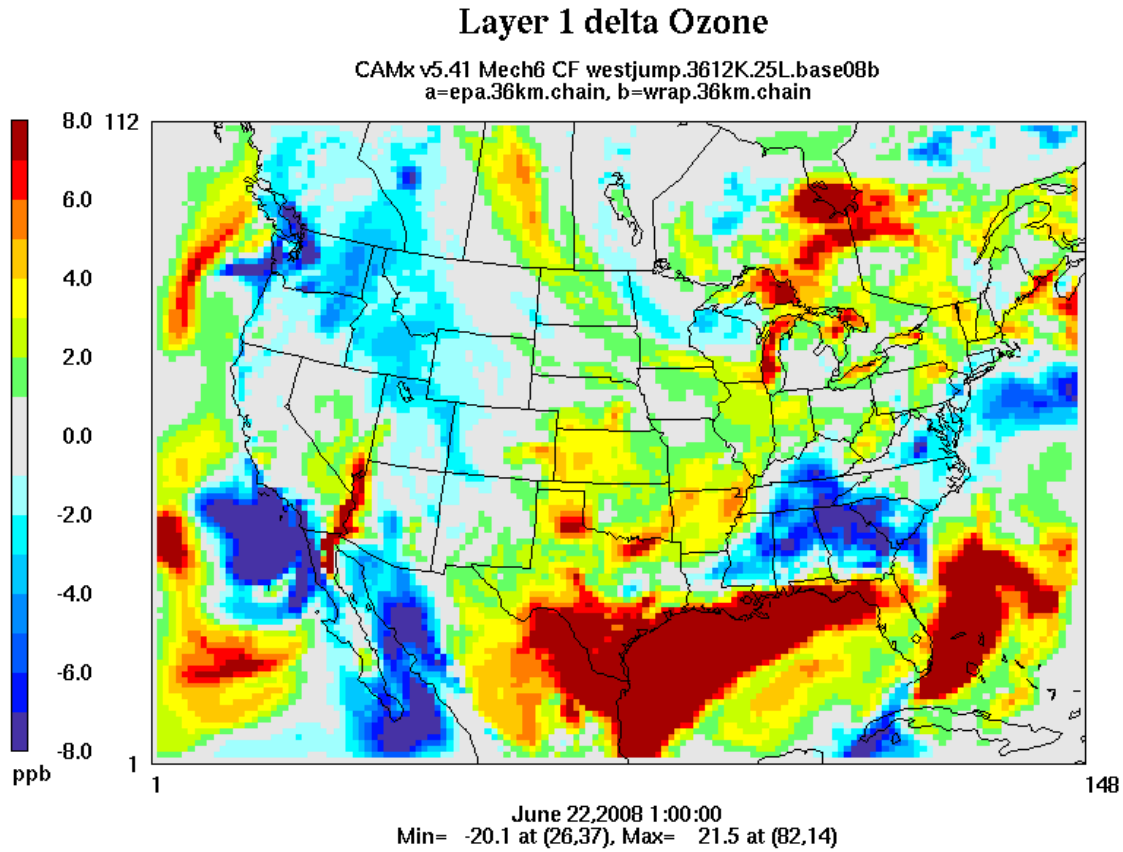 Layer 1 delta Ozone
CAMx v5.41 Mech6 CF westjump.3612K.25L.base08b
a=epa.36km.chain, b=wrap.36km.chain
8.0
6.0
4.0
2.0
0.0
-2.0
-4.0
-6.0
-8.0
ppb
112
1
1
148
June 22,2008 1:00:00
Min= -20.1 at (26,37), Max= 21.5 at (82,14)